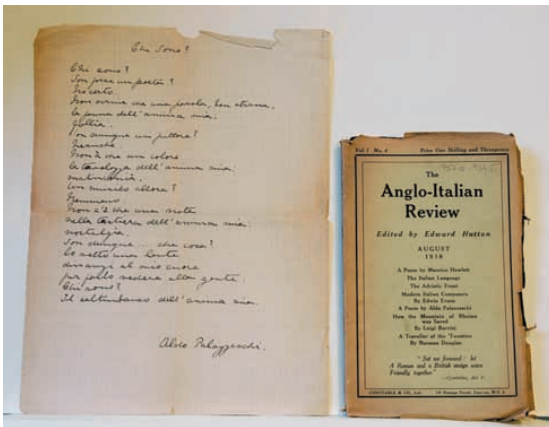 Chi Sono?
Chi sono?
Son forse un poeta?
No certo.
Non scrive che una parola, ben strana,
la penna dell'anima mia:
follia.
Son dunque un pittore?
Neanche
Non à che un colore
la tavolozza dell'anima mia:
malinconia.
Un musico allora?
Nemmeno
Non c'è che una nota
nella tastiera dell'anima mia:
nostalgia.
Son dunque... che cosa?
Io metto una lente
dinanzi al mio cuore
per farlo vedere alla gente.
Chi sono?
Il saltimbanco dell'anima mia.
Aldo Palazzeschi.
Vol I No. 4 Price One Shilling and Threepence
The
Anglo-Italian
Review
Edited by Edward Hutton
AUGUST
1918
A Poem by Maurice Hewlett
The Italian Language
The Adriatic Front
Modern Italian Composers
By Edwin Evans
A Poem by Aldo Palazzeschi
How the Mountain of
was Saved
By Luigi Barzini
A Traveller of the 'Twenties
By Norman Douglas
"Set we forward: let
A Roman and a British ensign wave
Friendly together"
—Cymbeline, Act V.
CONSTABLE & CO. Ltd. 10 Orange Street, London, W.C.2